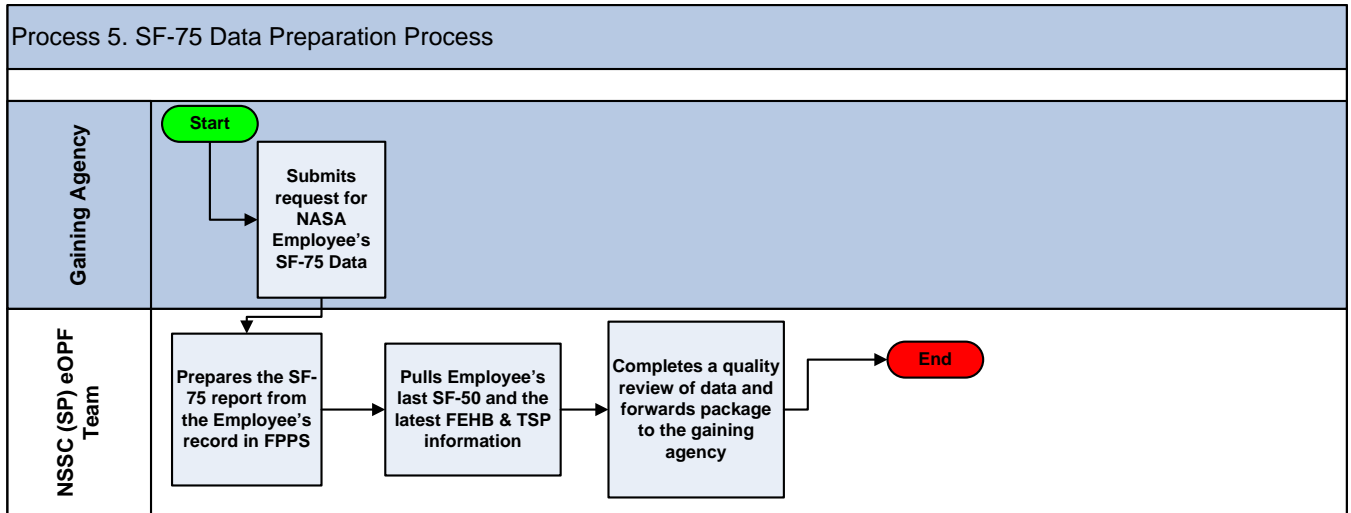 Process 5. SF-75 Data Preparation Process
Gaining Agency
Start
Submits
request for
NASA
Employee’s
SF-75 Data
NSSC (SP) eOPF
Team
Prepares the SF-
75 report from
the Employee’s
record in FPPS
Pulls Employee’s
last SF-50 and the
latest FEHB & TSP
information
Completes a quality
review of data and
forwards package
to the gaining
agency
End